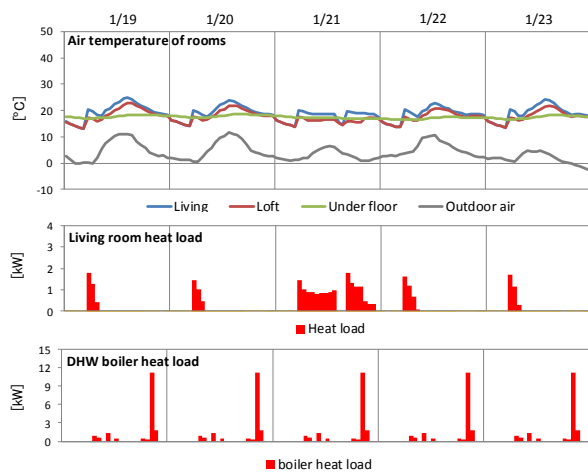 1/19 1/20 1/21 1/22 1/23
Air temperature of rooms
[℃]
50
40
30
20
10
0
-10
Living Loft Under floor Outdoor air
Living room heat load
[kW]
4
3
2
1
0
Heat load
DHW boiler heat load
[kW]
15
12
9
6
3
0
boiler heat load